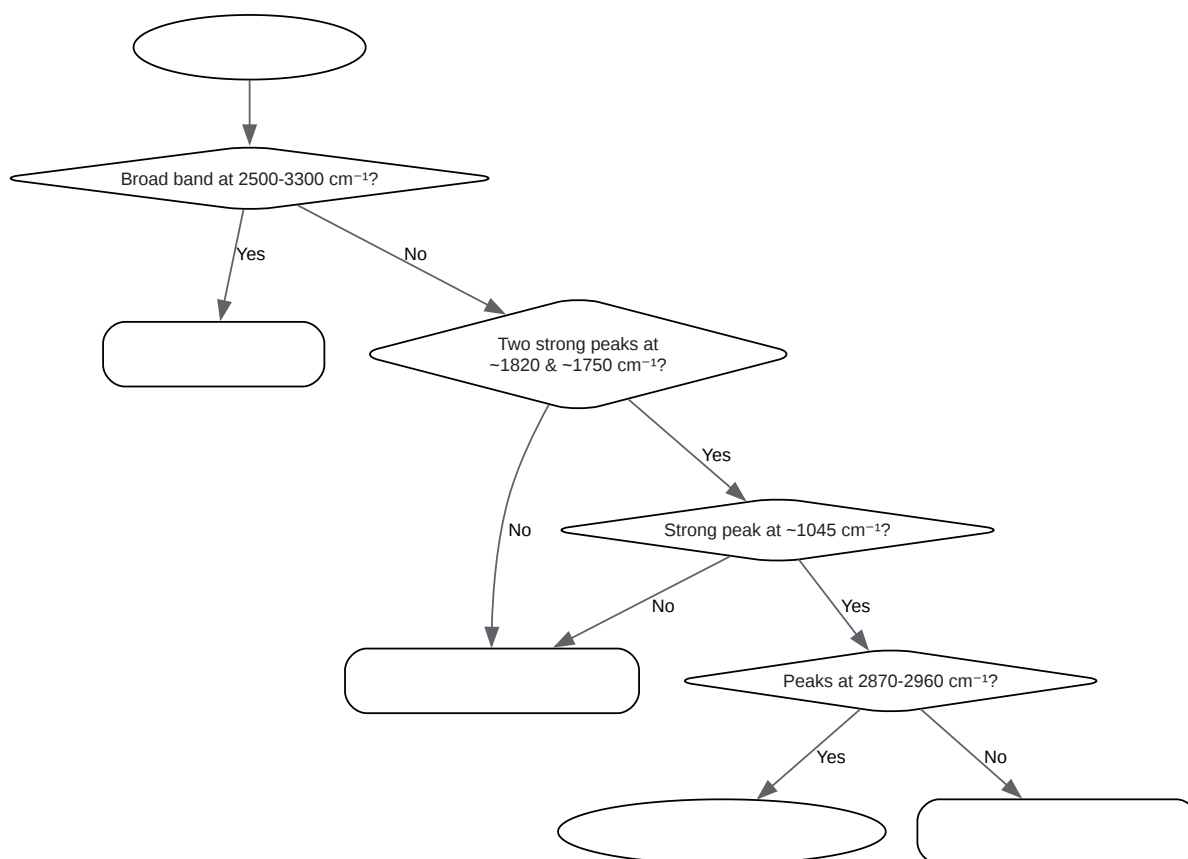 Broad band at 2500-3300 cm⁻¹?
Yes
No
Two strong peaks at
~1820 & ~1750 cm⁻¹?
Yes
No
Strong peak at ~1045 cm⁻¹?
No
Yes
Peaks at 2870-2960 cm⁻¹?
Yes
No